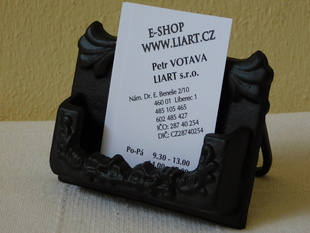 E-SHOP
WWW.LIART.CZ
Petr VOTAVA
LIART s.r.o.
Nám. Dr. E. Beneše 2/10
460 01 Liberec 1
485 105 465
602 485 427
IČO: 287 40 254
DIČ: CZ28740254
Po-Pá 9.30 - 13.00